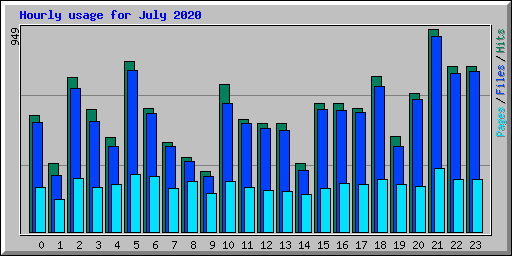 Hourly usage for July 2020
949
Pages/Files/Hits
0 1 2 3 4 5 6 7 8 9 10 11 12 13 14 15 16 17 18 19 20 21 22 23